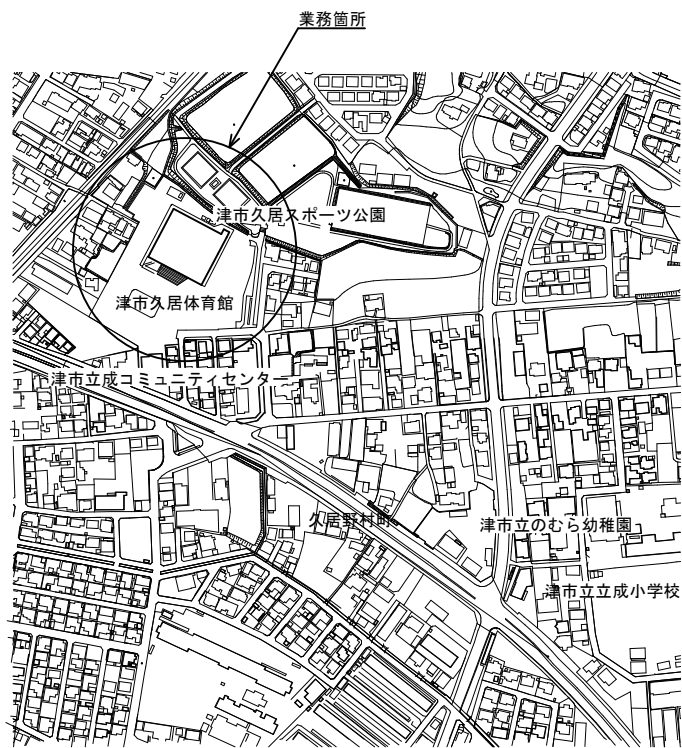 業務箇所
津市久居スポーツ公園
津市久居体育館
津市立成コミュニティセンター
久居野村町
津市立のむら幼稚園
津市立立成小学校